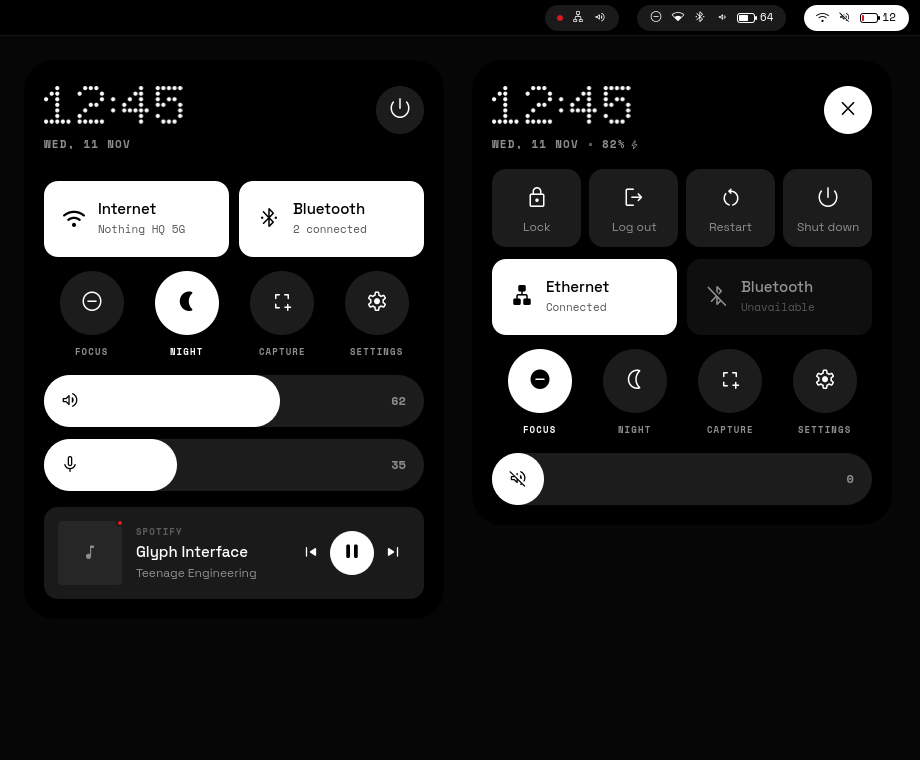 64
12
12:45
WED, 11 NOV
Internet
Nothing HQ 5G
Bluetooth
2 connected
FOCUS
NIGHT
CAPTURE
SETTINGS
62
35
SPOTIFY
Glyph Interface
Teenage Engineering
12:45
WED, 11 NOV • 82%
Lock
Log out
Restart
Shut down
Ethernet
Connected
Bluetooth
Unavailable
FOCUS
NIGHT
CAPTURE
SETTINGS
0